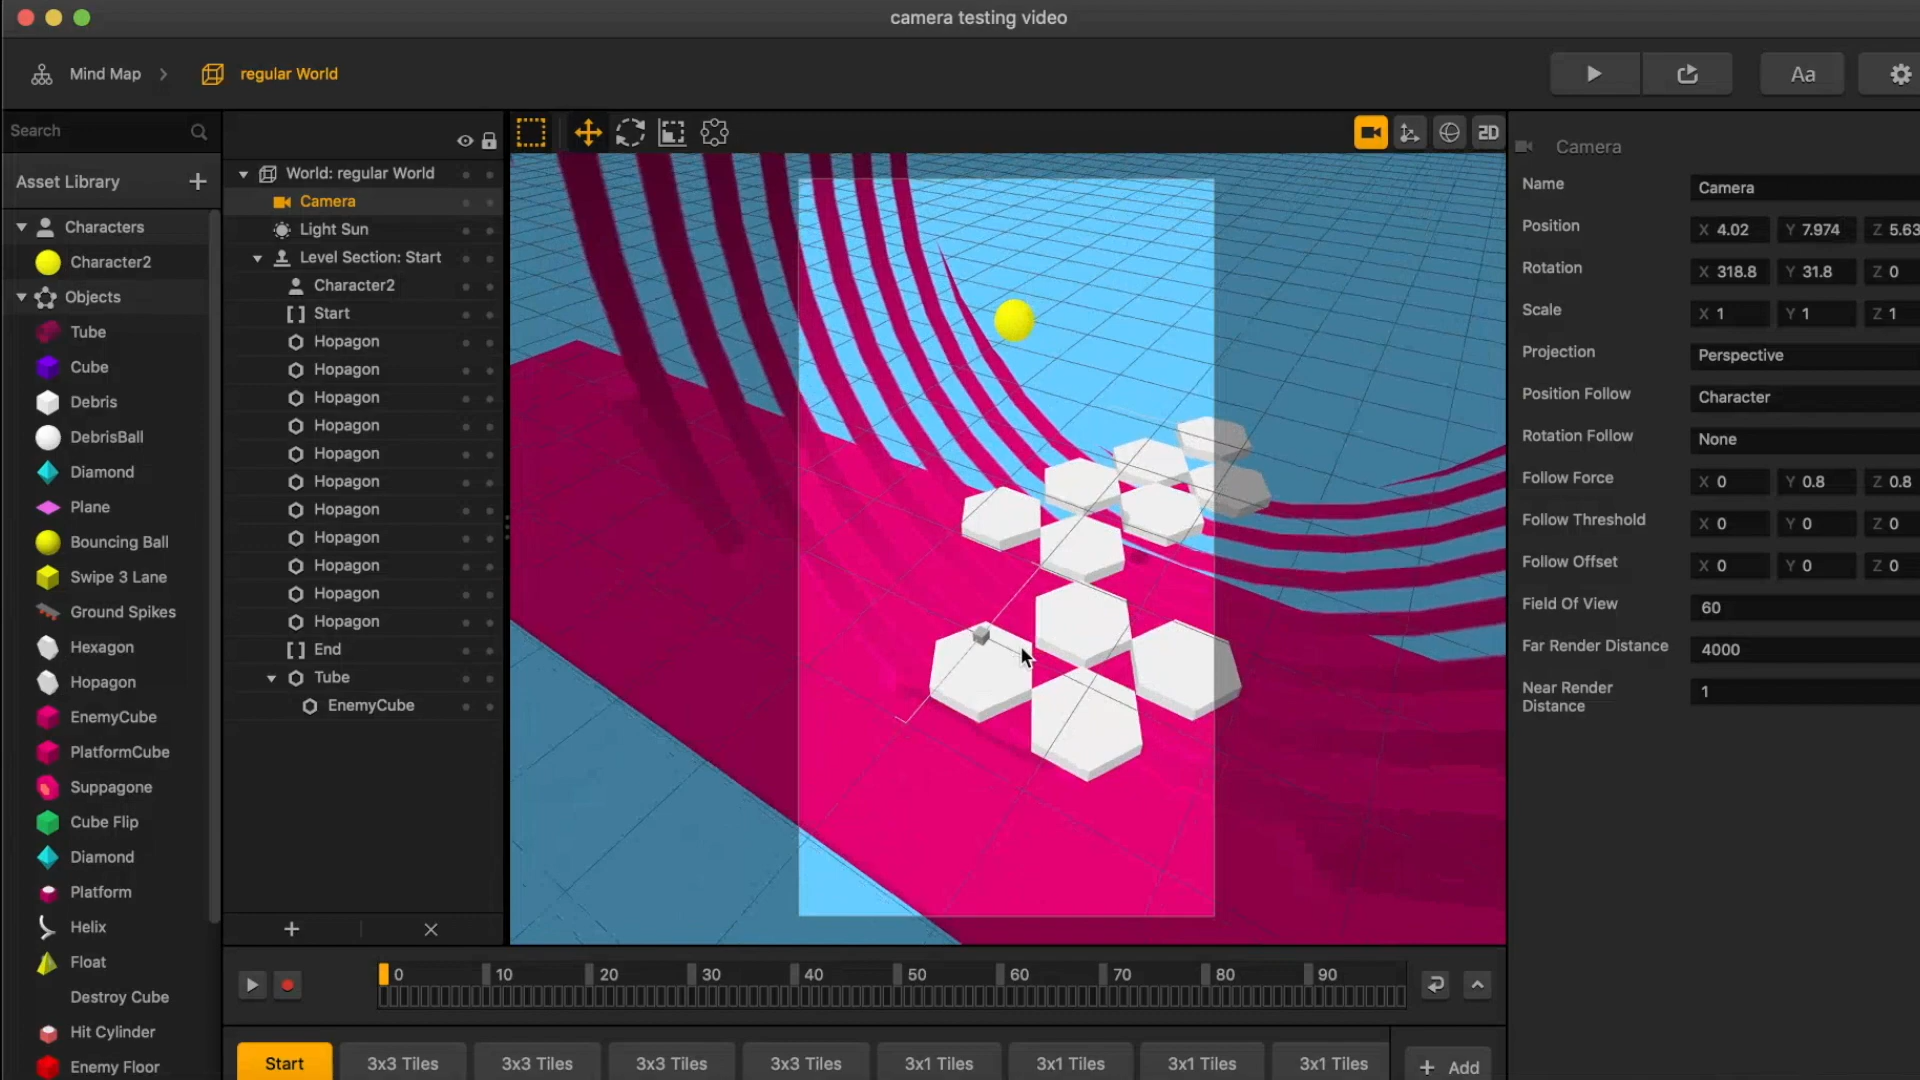 camera testing video
Mind Map
regular World
Aa
Search
Asset Library
Characters
Character2
Objects
Tube
Cube
Debris
DebrisBall
Diamond
Plane
Bouncing Ball
Swipe 3 Lane
Ground Spikes
Hexagon
Hopagon
EnemyCube
PlatformCube
Suppagone
Cube Flip
Diamond
Platform
Helix
Float
Destroy Cube
Hit Cylinder
Enemy Floor
World: regular World
Camera
Light Sun
Level Section: Start
Character2
Start
Hopagon
Hopagon
Hopagon
Hopagon
Hopagon
Hopagon
Hopagon
Hopagon
Hopagon
Hopagon
Hopagon
End
Tube
EnemyCube
2D
Camera
Name Camera
Position X 4.02 Y 7.974 Z 5.63
Rotation X 318.8 Y 31.8 Z 0
Scale X 1 Y 1 Z 1
Projection Perspective
Position Follow Character
Rotation Follow None
Follow Force X 0 Y 0.8 Z 0.8
Follow Threshold X 0 Y 0 Z 0
Follow Offset X 0 Y 0 Z 0
Field Of View 60
Far Render Distance 4000
Near Render Distance 1
0 10 20 30 40 50 60 70 80 90
Start 3x3 Tiles 3x3 Tiles 3x3 Tiles 3x3 Tiles 3x1 Tiles 3x1 Tiles 3x1 Tiles 3x1 Tiles + Add